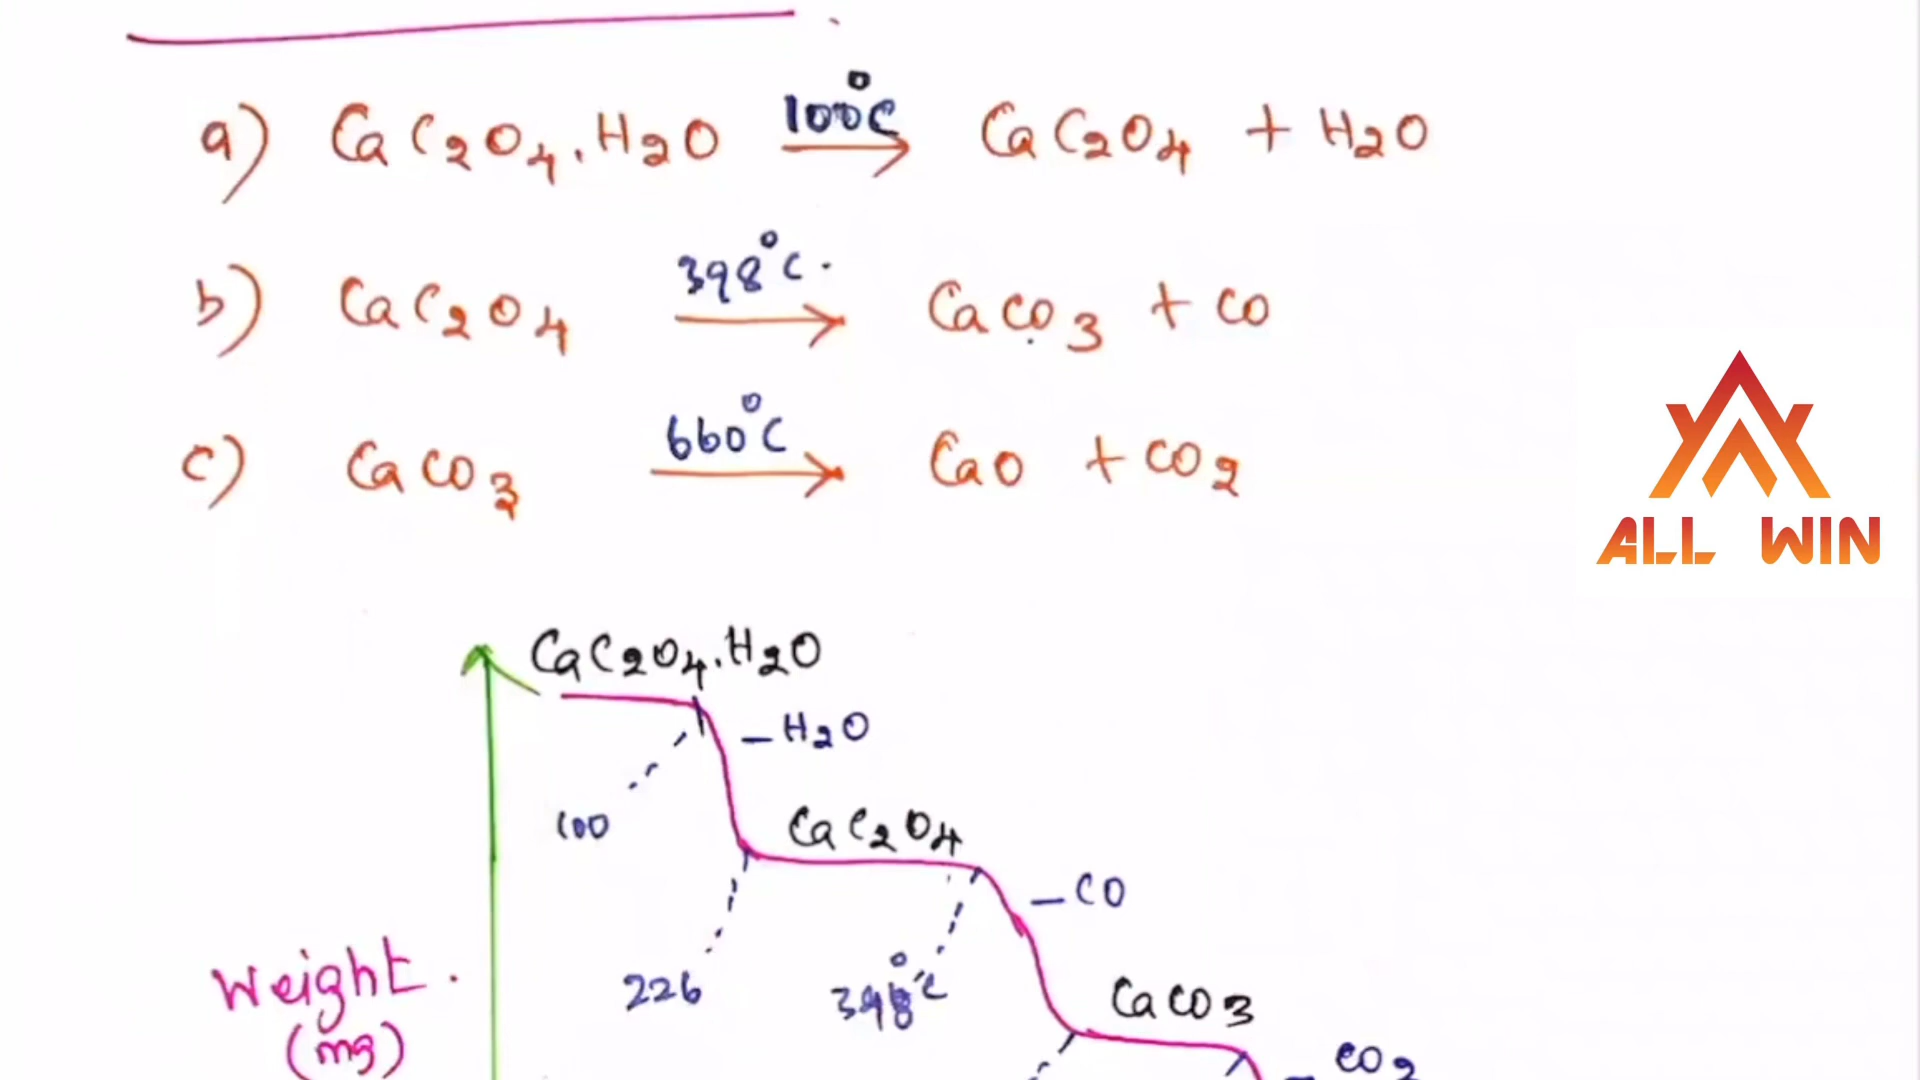 a) CaC2O4.H2O 100°C → CaC2O4 + H2O
b) CaC2O4 398°C. → CaCO3 + CO
c) CaCO3 660°C → CaO + CO2
ALL WIN
CaC2O4.H2O
– H2O
100
CaC2O4
– CO
226
398°C
Weight.
(mg)
CaCO3
– CO2